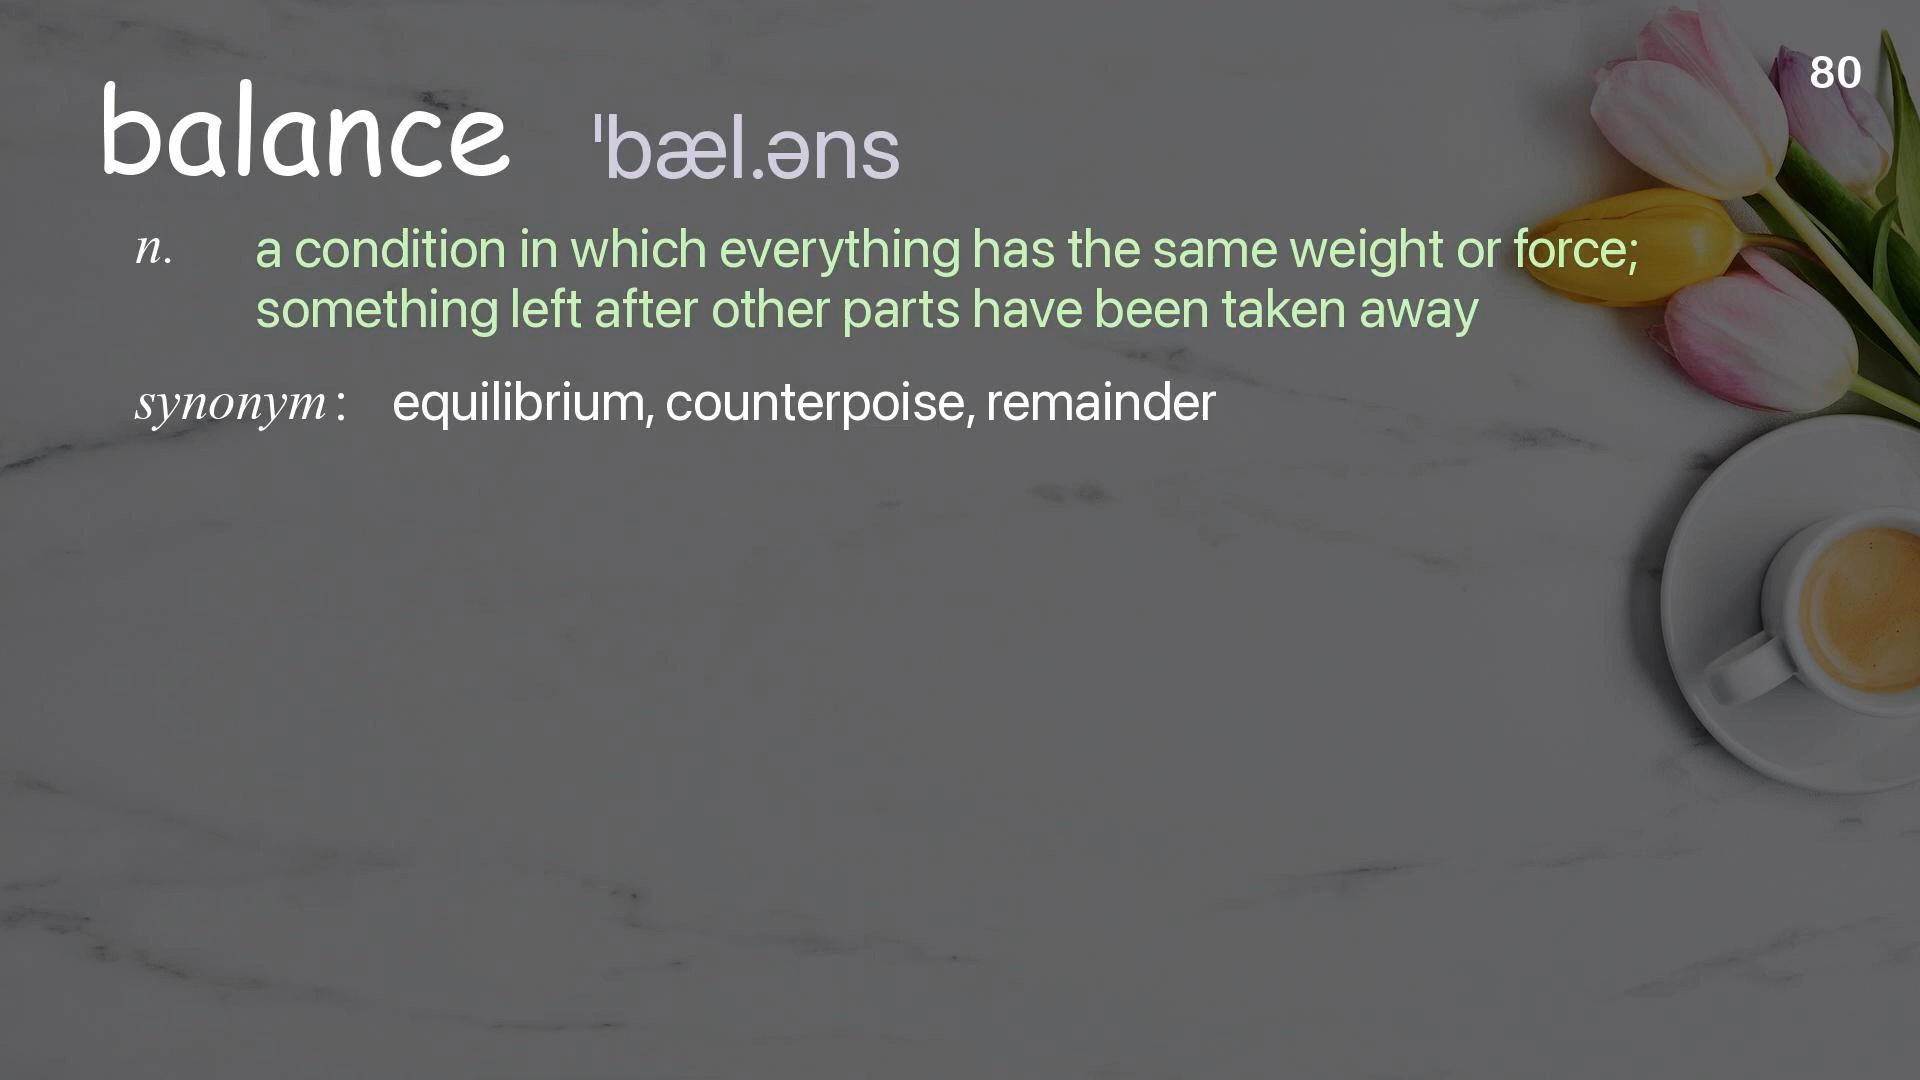 80
balance ˈbæl.əns
n. a condition in which everything has the same weight or force;
something left after other parts have been taken away
synonym : equilibrium, counterpoise, remainder